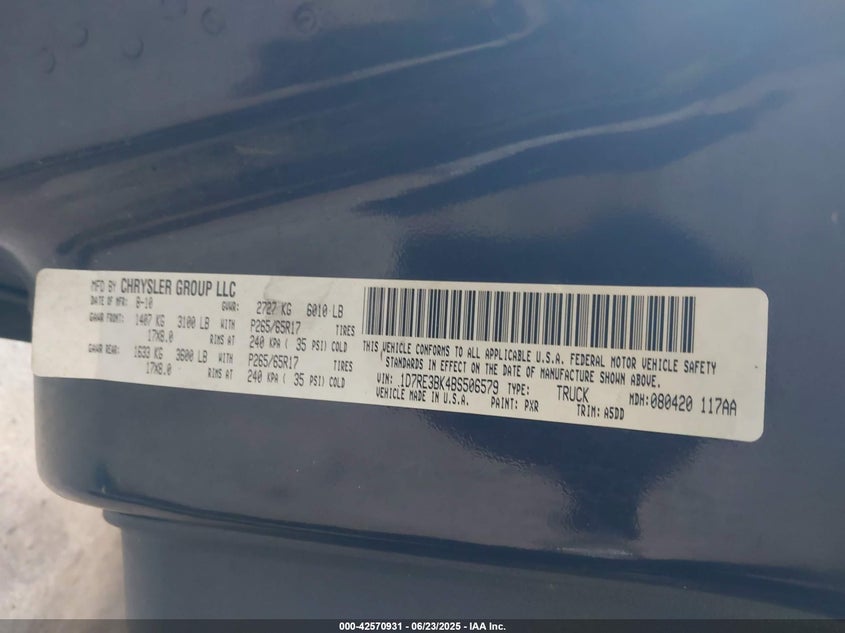 MFD BY CHRYSLER GROUP LLC
DATE OF MFR: 8-10 GVWR: 2727 KG 6010 LB
GAWR FRONT: 1407 KG 3100 LB WITH P265/65R17 TIRES
17X8.0 RIMS AT 240 KPA ( 35 PSI) COLD
GAWR REAR: 1633 KG 3600 LB WITH P265/65R17 TIRES
17X8.0 RIMS AT 240 KPA ( 35 PSI) COLD
THIS VEHICLE CONFORMS TO ALL APPLICABLE U.S.A. FEDERAL MOTOR VEHICLE SAFETY
STANDARDS IN EFFECT ON THE DATE OF MANUFACTURE SHOWN ABOVE.
VIN: 1D7RE3BK4BS506579 TYPE: TRUCK MDH: 080420 117AA
VEHICLE MADE IN U.S.A. PAINT: PXR TRIM: A5DD
000-42570931 - 06/23/2025 - IAA Inc.